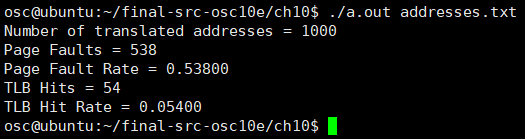 osc@ubuntu:~/final-src-osc10e/ch10$ ./a.out addresses.txt
Number of translated addresses = 1000
Page Faults = 538
Page Fault Rate = 0.53800
TLB Hits = 54
TLB Hit Rate = 0.05400
osc@ubuntu:~/final-src-osc10e/ch10$